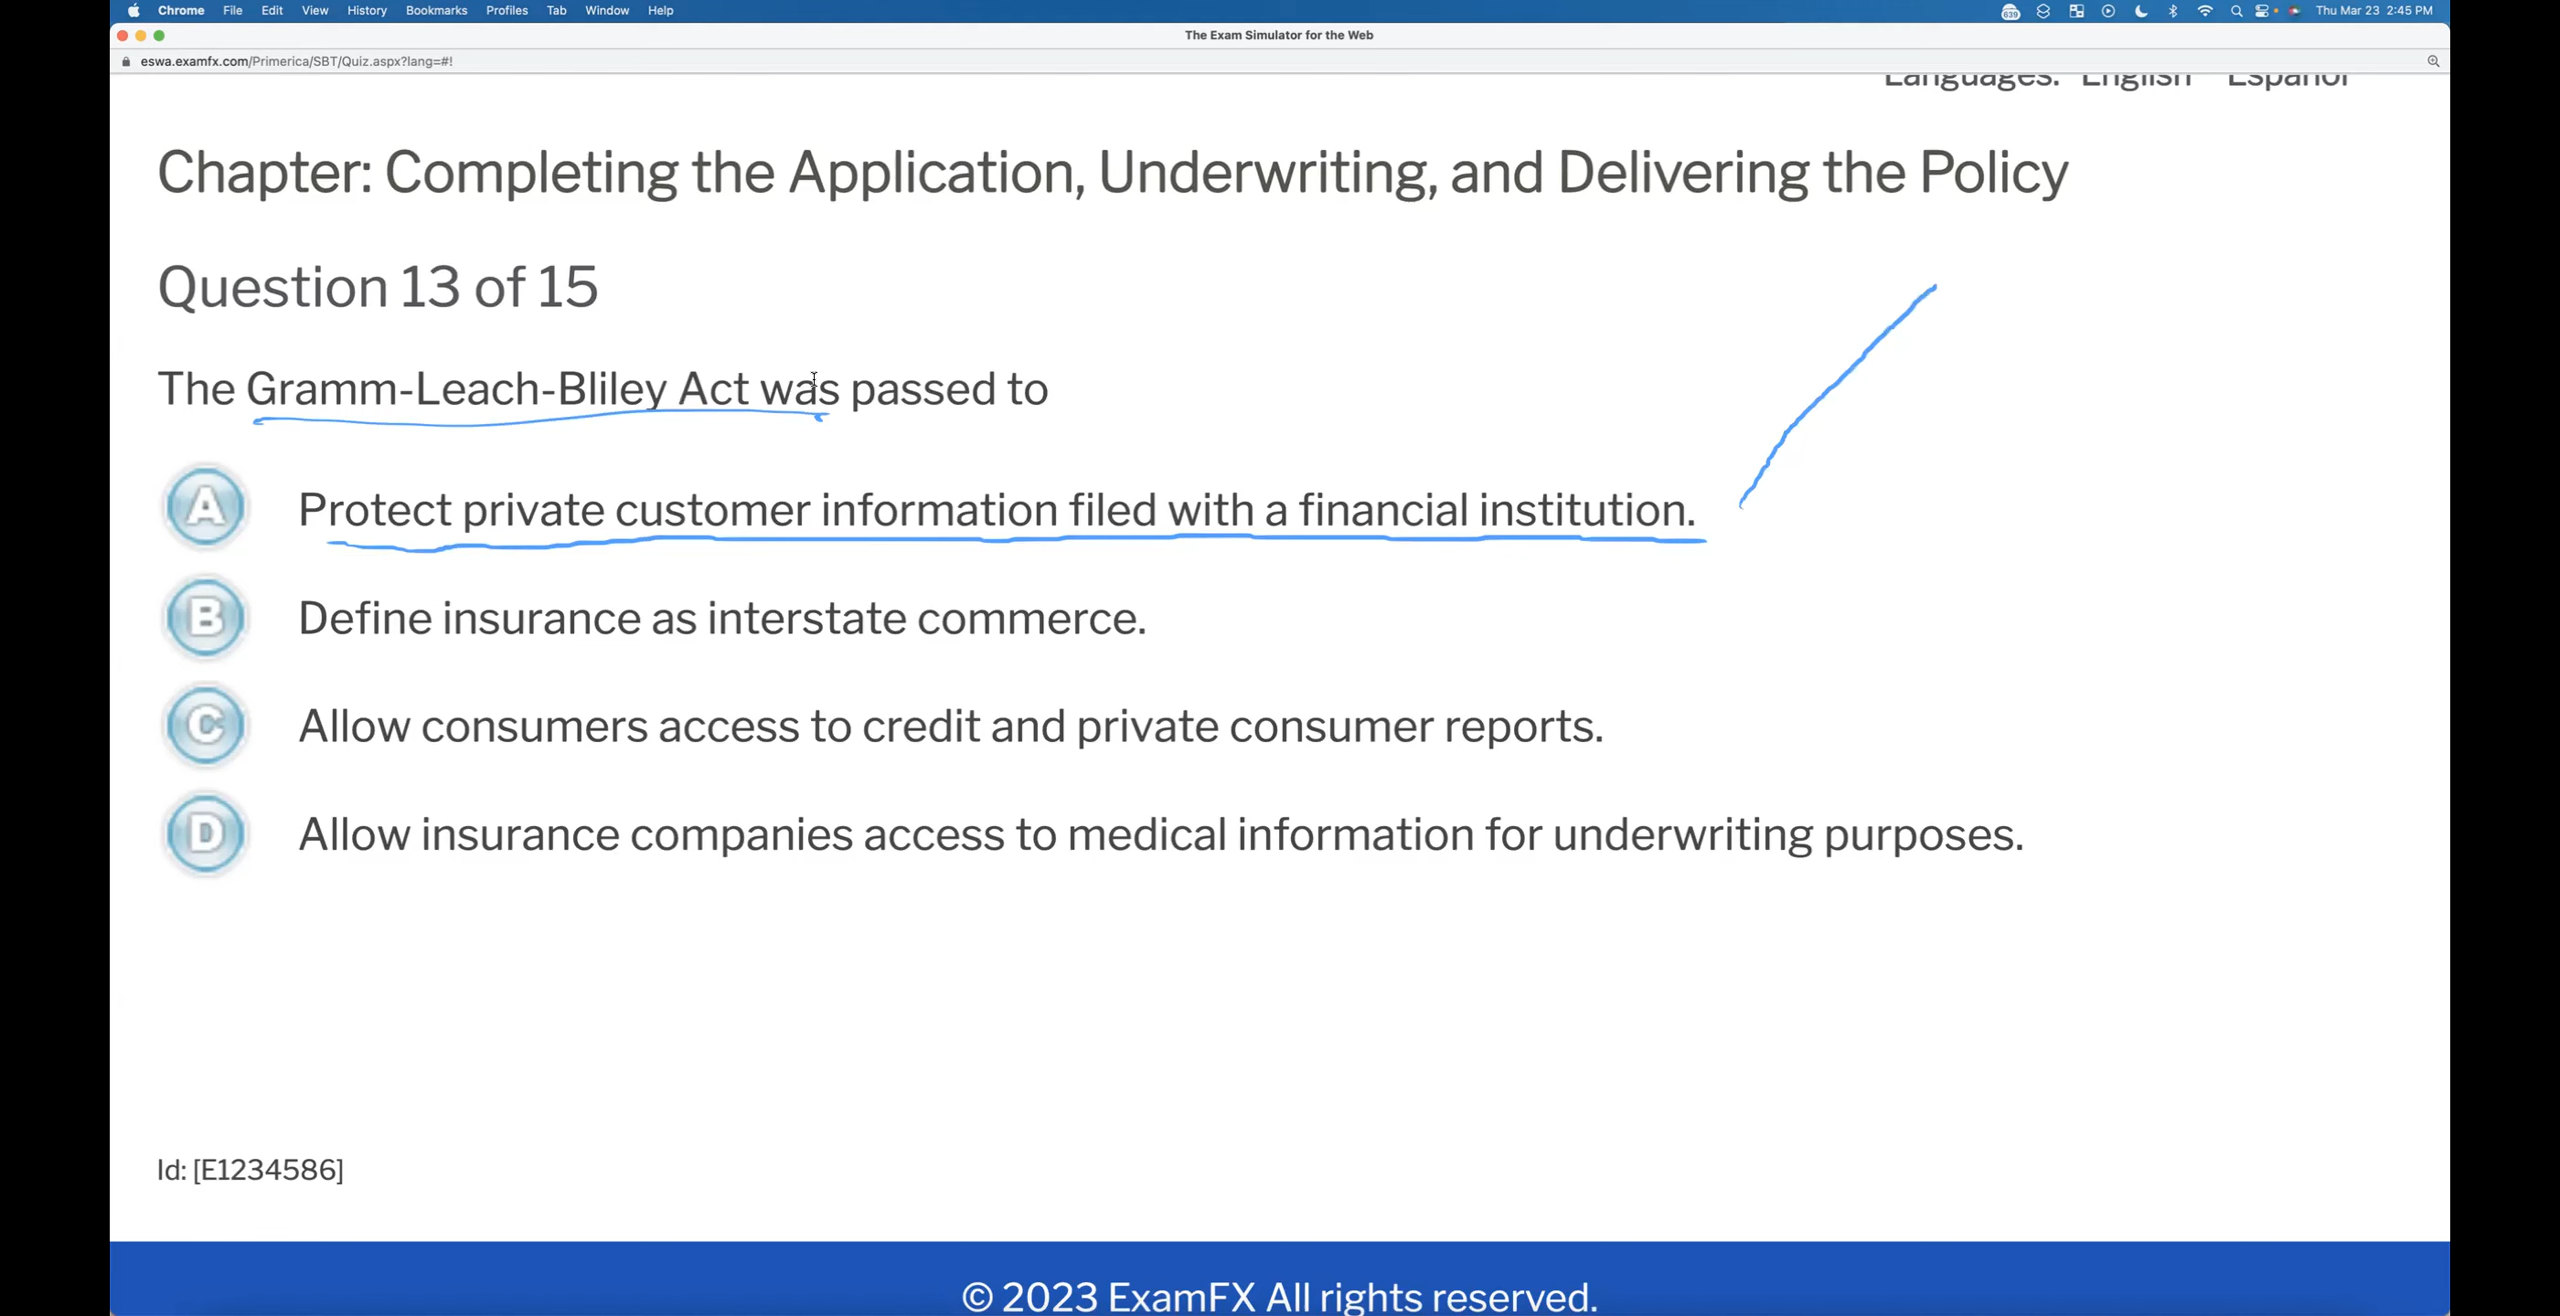 Chrome File Edit View History Bookmarks Profiles Tab Window Help 639 Thu Mar 23 2:45 PM
The Exam Simulator for the Web
eswa.examfx.com/Primerica/SBT/Quiz.aspx?lang=#!
Languages: English Español
Chapter: Completing the Application, Underwriting, and Delivering the Policy
Question 13 of 15
The Gramm-Leach-Bliley Act was passed to
A Protect private customer information filed with a financial institution.
B Define insurance as interstate commerce.
C Allow consumers access to credit and private consumer reports.
D Allow insurance companies access to medical information for underwriting purposes.
Id: [E1234586]
© 2023 ExamFX All rights reserved.